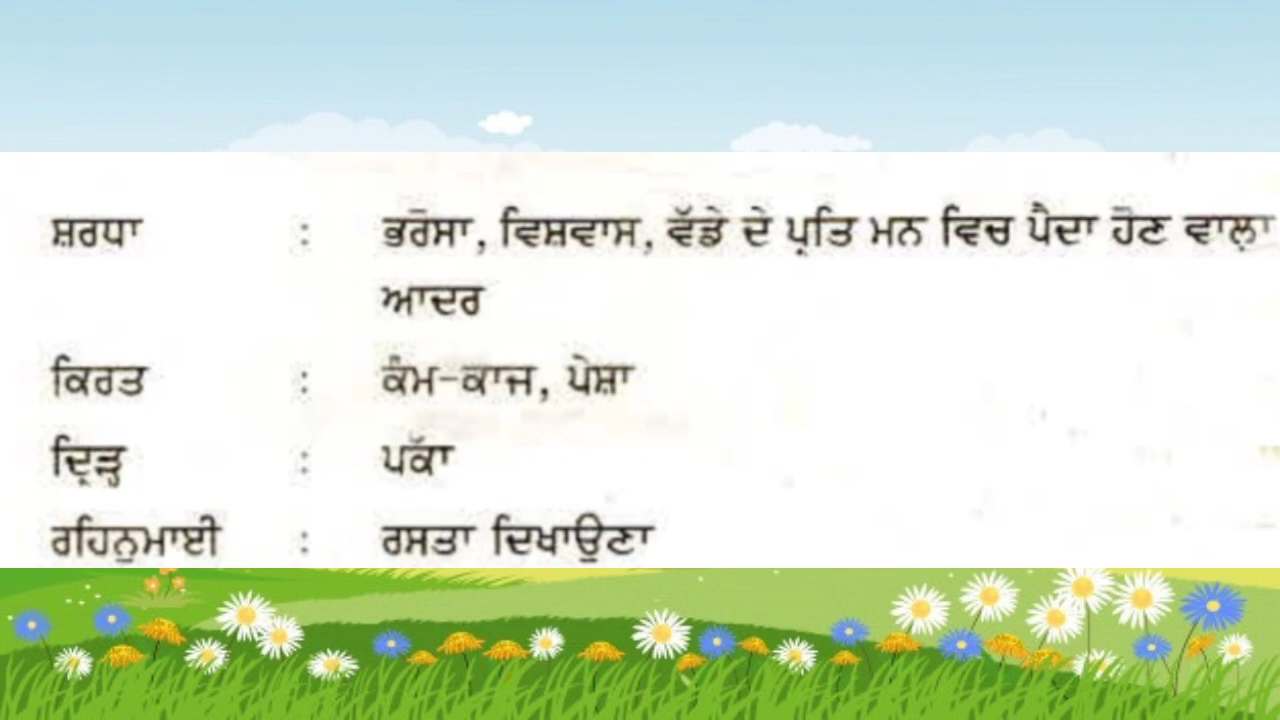 ਸ਼ਰਧਾ : ਭਰੋਸਾ, ਵਿਸ਼ਵਾਸ, ਵੱਡੇ ਦੇ ਪ੍ਰਤਿ ਮਨ ਵਿਚ ਪੈਦਾ ਹੋਣ ਵਾਲਾ
ਆਦਰ
ਕਿਰਤ : ਕੰਮ-ਕਾਜ, ਪੇਸ਼ਾ
ਦ੍ਰਿੜ੍ਹ : ਪੱਕਾ
ਰਹਿਨੁਮਾਈ : ਰਸਤਾ ਦਿਖਾਉਣਾ